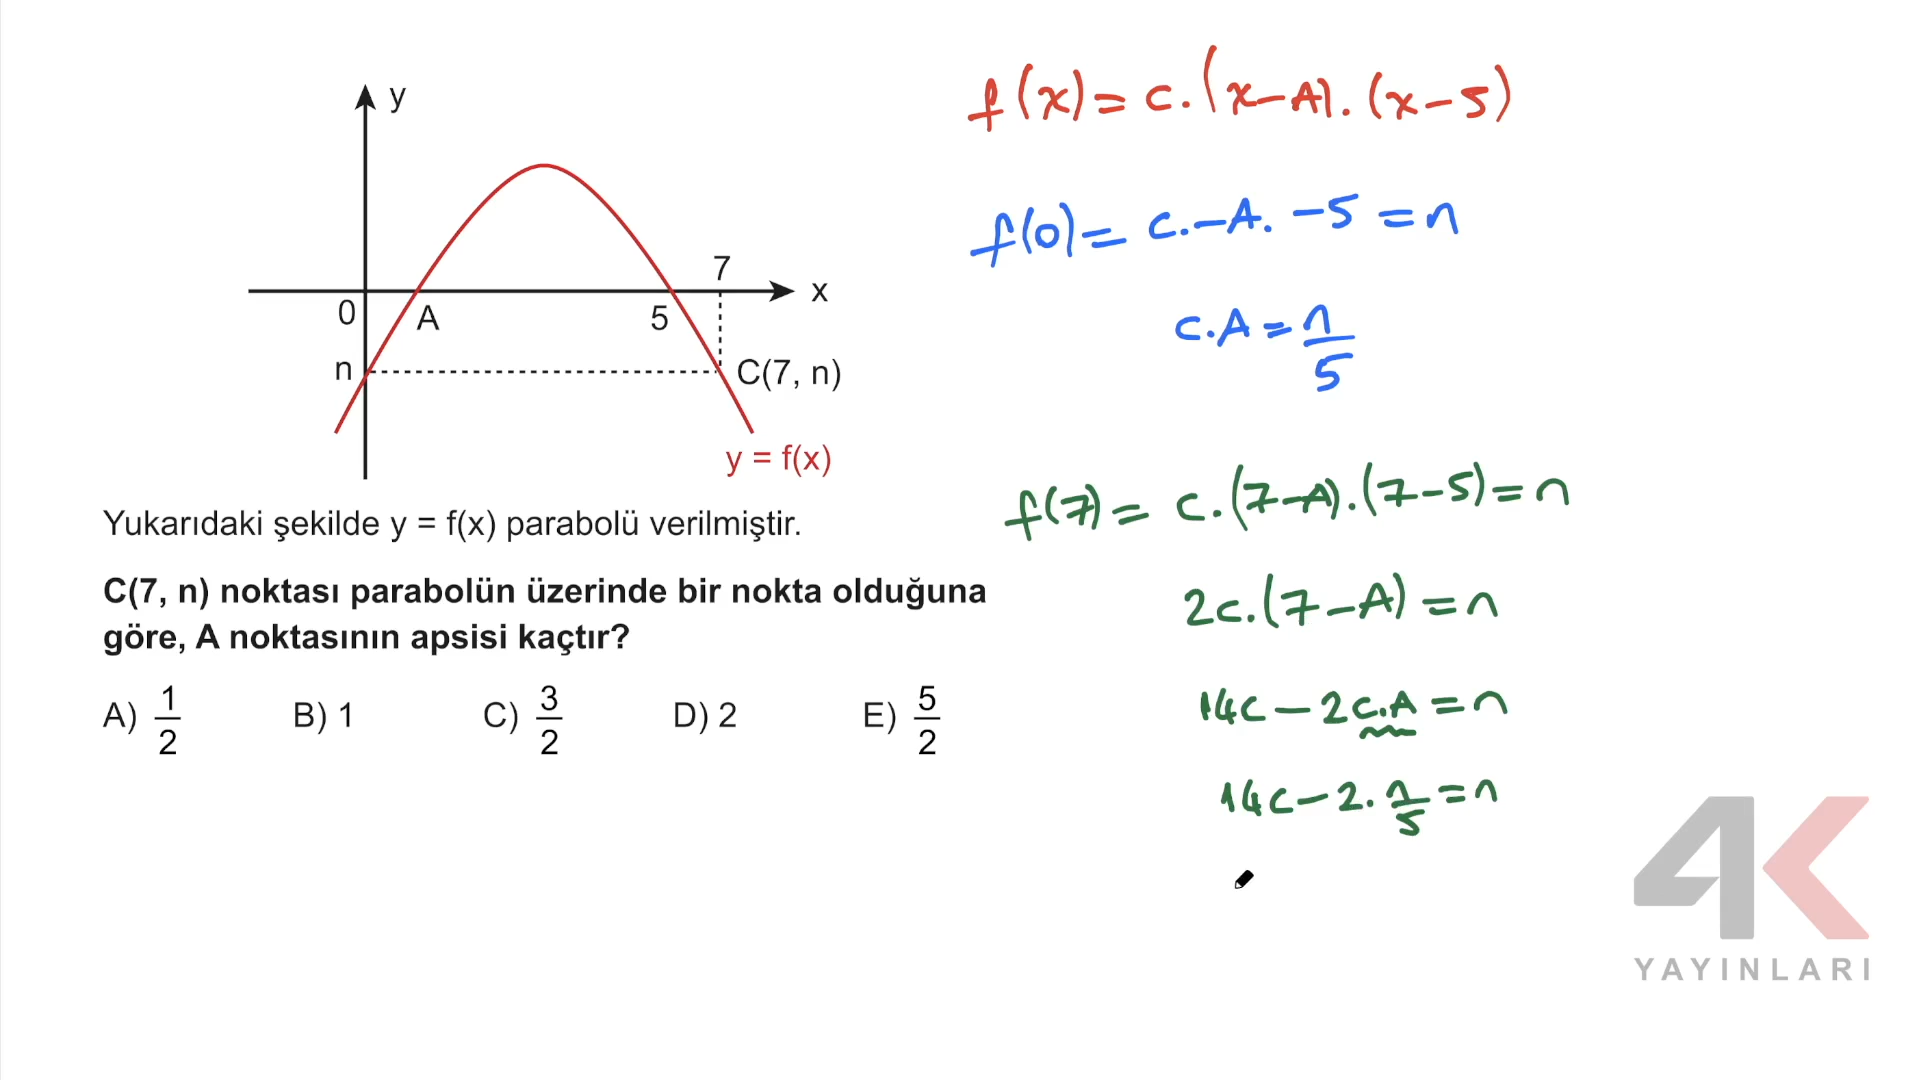 y
7
x
0
A
5
n
C(7, n)
y = f(x)
Yukarıdaki şekilde y = f(x) parabolü verilmiştir.
C(7, n) noktası parabolün üzerinde bir nokta olduğuna
göre, A noktasının apsisi kaçtır?
A) 1/2 B) 1 C) 3/2 D) 2 E) 5/2
f(x) = c.(x-A).(x-5)
f(0) = c.-A.-5 = n
c.A = n/5
f(7) = c.(7-A).(7-5) = n
2c.(7-A) = n
14c - 2c.A = n
14c - 2.n/5 = n
4K
YAYINLARI